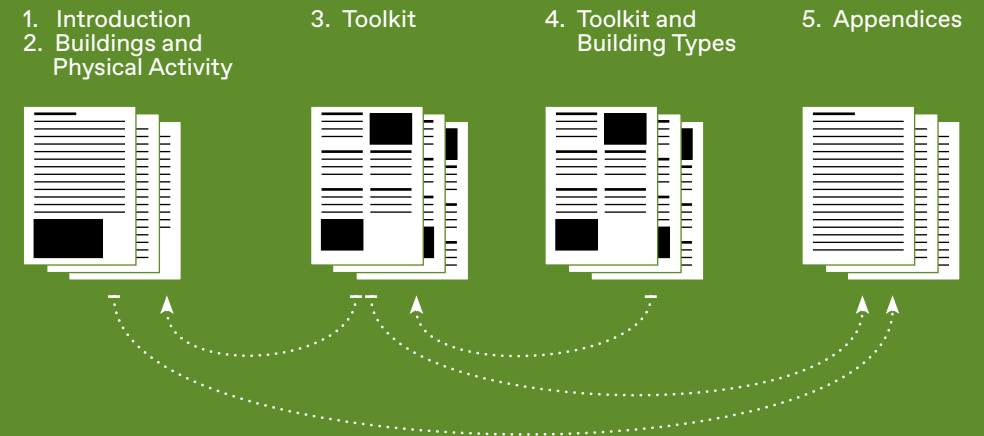 1. Introduction
2. Buildings and
Physical Activity
3. Toolkit
4. Toolkit and
Building Types
5. Appendices